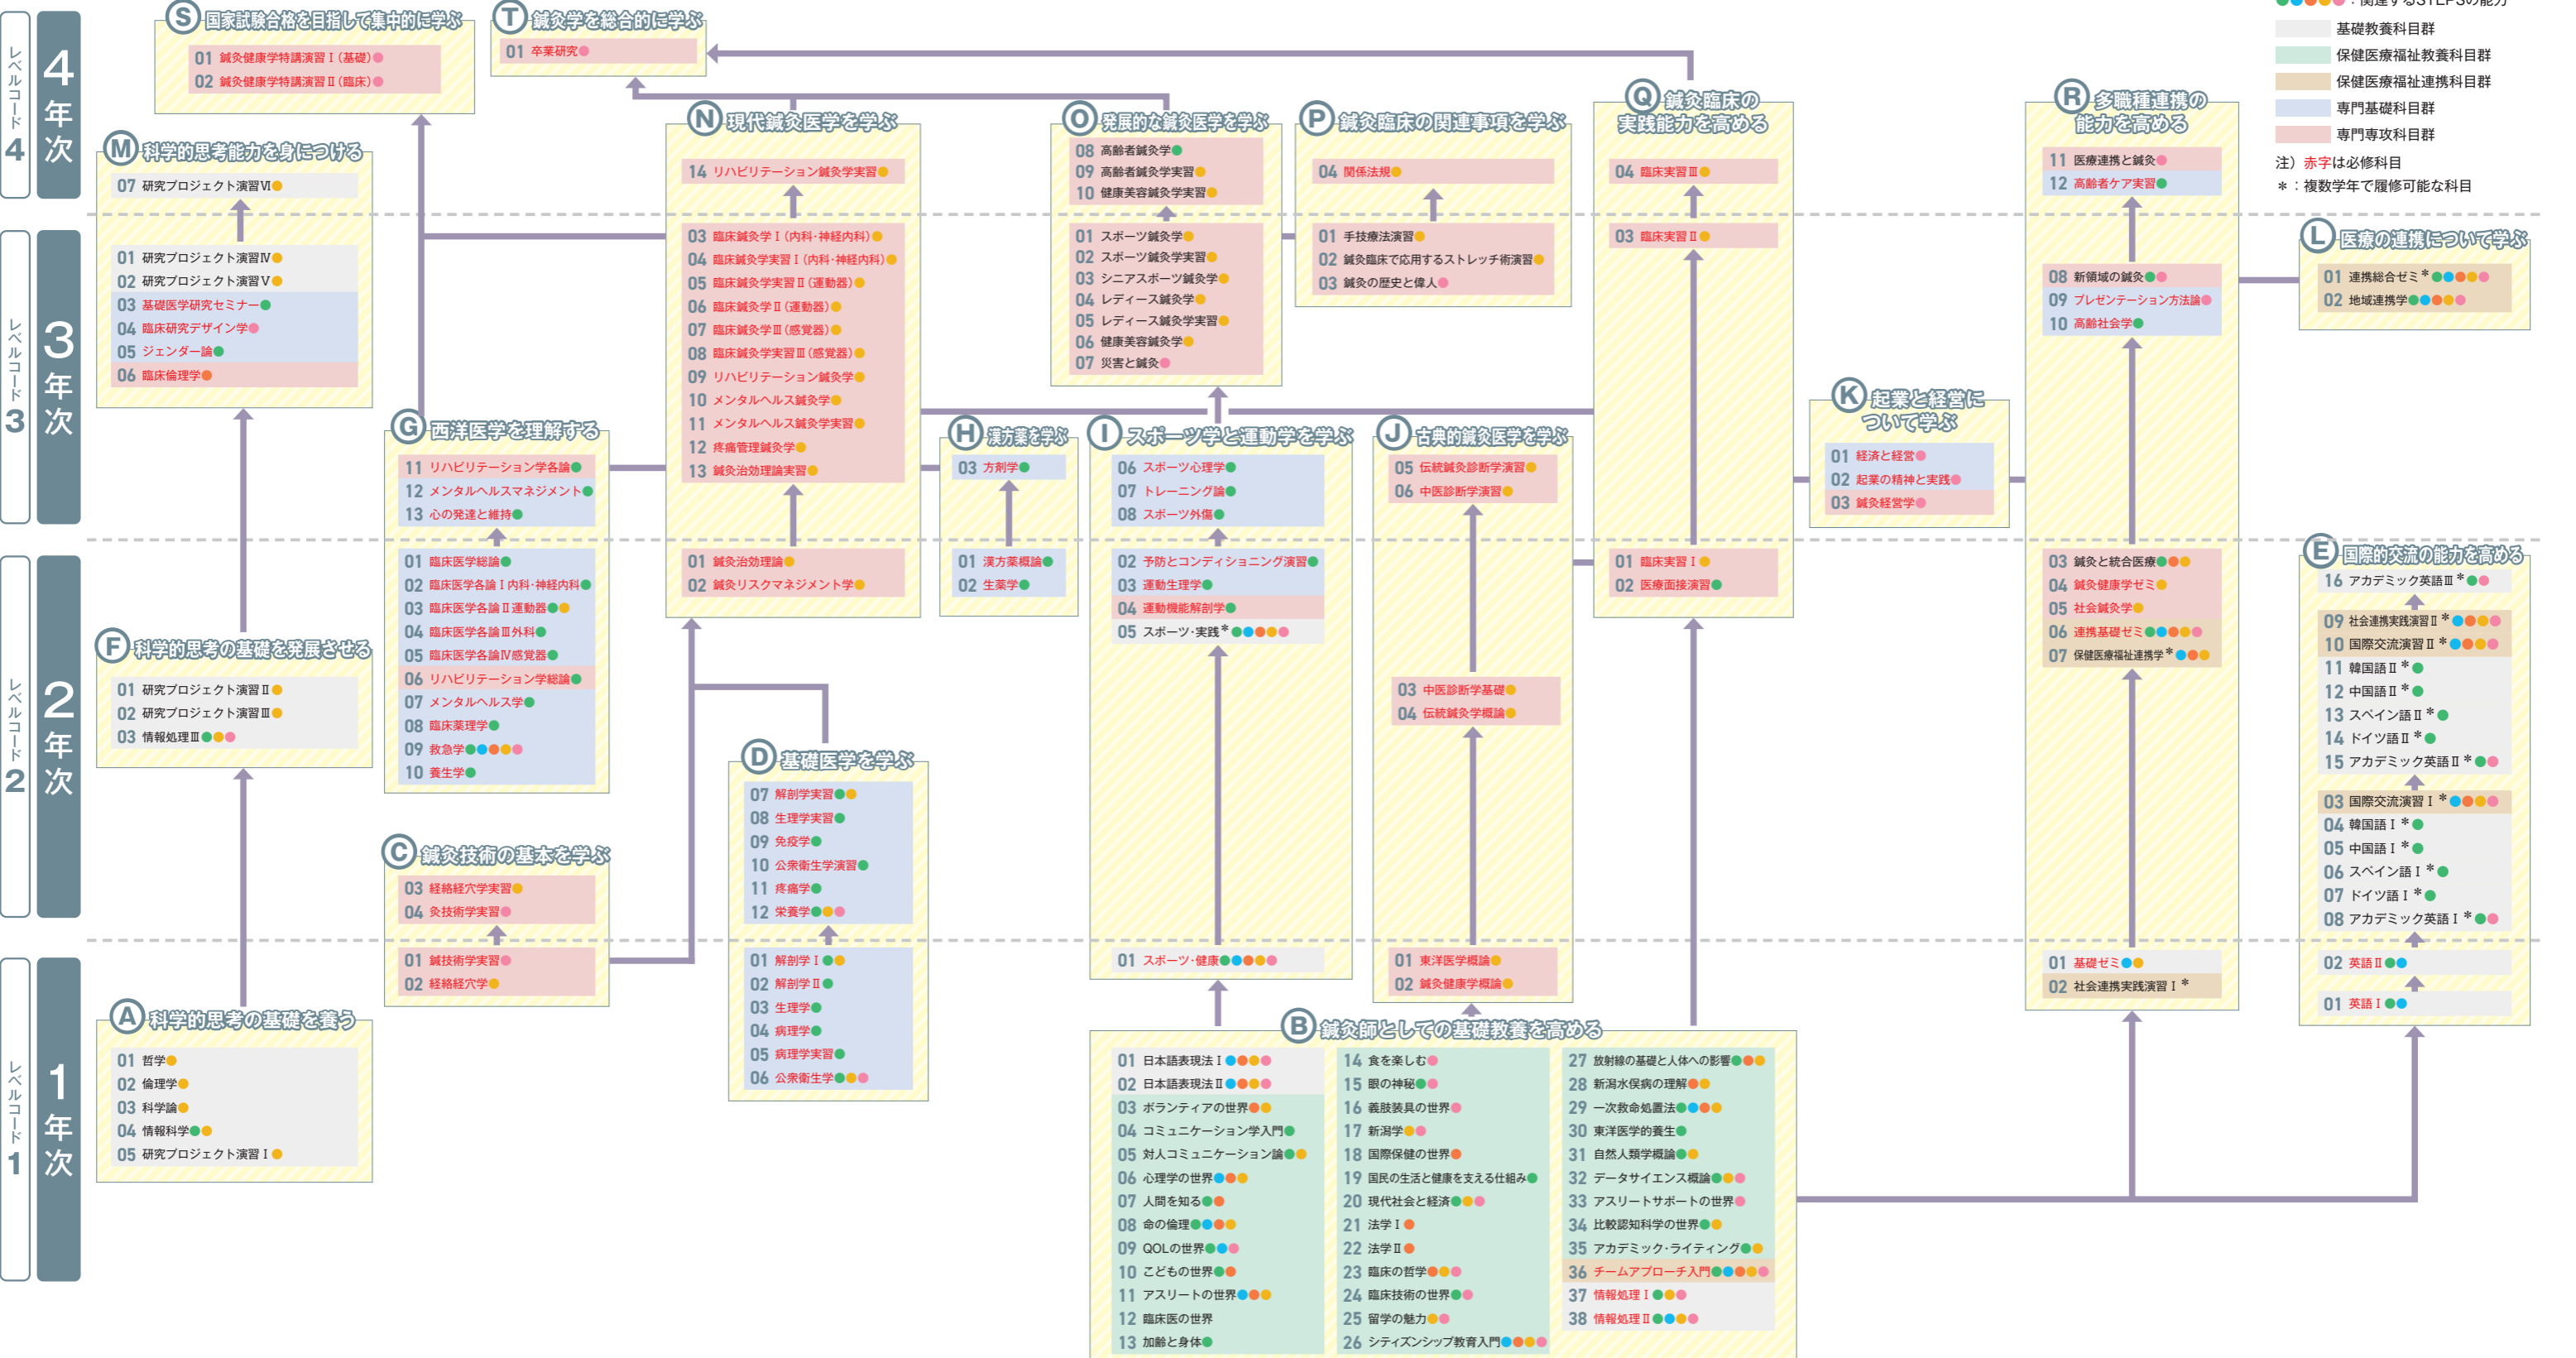 レベルコード4
4年次
レベルコード3
3年次
レベルコード2
2年次
レベルコード1
1年次
S 国家試験合格を目指して集中的に学ぶ
01 鍼灸健康学特講演習Ⅰ(基礎)
02 鍼灸健康学特講演習Ⅱ(臨床)
T 鍼灸学を総合的に学ぶ
01 卒業研究
:関連するSTEPSの能力
基礎教養科目群
保健医療福祉教養科目群
保健医療福祉連携科目群
専門基礎科目群
専門専攻科目群
注)赤字は必修科目
*:複数学年で履修可能な科目
M 科学的思考能力を身につける
07 研究プロジェクト演習Ⅵ
01 研究プロジェクト演習Ⅳ
02 研究プロジェクト演習Ⅴ
03 基礎医学研究セミナー
04 臨床研究デザイン学
05 ジェンダー論
06 臨床倫理学
N 現代鍼灸医学を学ぶ
14 リハビリテーション鍼灸学実習
03 臨床鍼灸学Ⅰ(内科・神経内科)
04 臨床鍼灸学実習Ⅰ(内科・神経内科)
05 臨床鍼灸学実習Ⅱ(運動器)
06 臨床鍼灸学Ⅱ(運動器)
07 臨床鍼灸学Ⅲ(感覚器)
08 臨床鍼灸学実習Ⅲ(感覚器)
09 リハビリテーション鍼灸学
10 メンタルヘルス鍼灸学
11 メンタルヘルス鍼灸学実習
12 疼痛管理鍼灸学
13 鍼灸治効理論実習
01 鍼灸治効理論
02 鍼灸リスクマネジメント学
O 発展的な鍼灸医学を学ぶ
08 高齢者鍼灸学
09 高齢者鍼灸学実習
10 健康美容鍼灸学実習
01 スポーツ鍼灸学
02 スポーツ鍼灸学実習
03 シニアスポーツ鍼灸学
04 レディース鍼灸学
05 レディース鍼灸学実習
06 健康美容鍼灸学
07 災害と鍼灸
P 鍼灸臨床の関連事項を学ぶ
04 関係法規
01 手技療法演習
02 鍼灸臨床で応用するストレッチ術演習
03 鍼灸の歴史と偉人
Q 鍼灸臨床の
実践能力を高める
04 臨床実習Ⅲ
03 臨床実習Ⅱ
01 臨床実習Ⅰ
02 医療面接演習
R 多職種連携の
能力を高める
11 医療連携と鍼灸
12 高齢者ケア実習
08 新領域の鍼灸
09 プレゼンテーション方法論
10 高齢社会学
03 鍼灸と統合医療
04 鍼灸健康学ゼミ
05 社会鍼灸学
06 連携基礎ゼミ
07 保健医療福祉連携学*
01 基礎ゼミ
02 社会連携実践演習Ⅰ*
L 医療の連携について学ぶ
01 連携総合ゼミ*
02 地域連携学
K 起業と経営に
ついて学ぶ
01 経済と経営
02 起業の精神と実践
03 鍼灸経営学
G 西洋医学を理解する
11 リハビリテーション学各論
12 メンタルヘルスマネジメント
13 心の発達と維持
01 臨床医学総論
02 臨床医学各論Ⅰ内科・神経内科
03 臨床医学各論Ⅱ運動器
04 臨床医学各論Ⅲ外科
05 臨床医学各論Ⅳ感覚器
06 リハビリテーション学総論
07 メンタルヘルス学
08 臨床薬理学
09 救急学
10 養生学
H 漢方薬を学ぶ
03 方剤学
01 漢方薬概論
02 生薬学
I スポーツ学と運動学を学ぶ
06 スポーツ心理学
07 トレーニング論
08 スポーツ外傷
02 予防とコンディショニング演習
03 運動生理学
04 運動機能解剖学
05 スポーツ・実践*
01 スポーツ・健康
J 古典的鍼灸医学を学ぶ
05 伝統鍼灸診断学演習
06 中医診断学演習
03 中医診断学基礎
04 伝統鍼灸学概論
01 東洋医学概論
02 鍼灸健康学概論
E 国際的交流の能力を高める
16 アカデミック英語Ⅲ*
09 社会連携実践演習Ⅱ*
10 国際交流演習Ⅱ*
11 韓国語Ⅱ*
12 中国語Ⅱ*
13 スペイン語Ⅱ*
14 ドイツ語Ⅱ*
15 アカデミック英語Ⅱ*
03 国際交流演習Ⅰ*
04 韓国語Ⅰ*
05 中国語Ⅰ*
06 スペイン語Ⅰ*
07 ドイツ語Ⅰ*
08 アカデミック英語Ⅰ*
02 英語Ⅱ
01 英語Ⅰ
F 科学的思考の基礎を発展させる
01 研究プロジェクト演習Ⅱ
02 研究プロジェクト演習Ⅲ
03 情報処理Ⅲ
C 鍼灸技術の基本を学ぶ
03 経絡経穴学実習
04 灸技術学実習
01 鍼技術学実習
02 経絡経穴学
D 基礎医学を学ぶ
07 解剖学実習
08 生理学実習
09 免疫学
10 公衆衛生学演習
11 疼痛学
12 栄養学
01 解剖学Ⅰ
02 解剖学Ⅱ
03 生理学
04 病理学
05 病理学実習
06 公衆衛生学
A 科学的思考の基礎を養う
01 哲学
02 倫理学
03 科学論
04 情報科学
05 研究プロジェクト演習Ⅰ
B 鍼灸師としての基礎教養を高める
01 日本語表現法Ⅰ
02 日本語表現法Ⅱ
03 ボランティアの世界
04 コミュニケーション学入門
05 対人コミュニケーション論
06 心理学の世界
07 人間を知る
08 命の倫理
09 QOLの世界
10 こどもの世界
11 アスリートの世界
12 臨床医の世界
13 加齢と身体
14 食を楽しむ
15 眼の神秘
16 義肢装具の世界
17 新潟学
18 国際保健の世界
19 国民の生活と健康を支える仕組み
20 現代社会と経済
21 法学Ⅰ
22 法学Ⅱ
23 臨床の哲学
24 臨床技術の世界
25 留学の魅力
26 シティズンシップ教育入門
27 放射線の基礎と人体への影響
28 新潟水俣病の理解
29 一次救命処置法
30 東洋医学的養生
31 自然人類学概論
32 データサイエンス概論
33 アスリートサポートの世界
34 比較認知科学の世界
35 アカデミック・ライティング
36 チームアプローチ入門
37 情報処理Ⅰ
38 情報処理Ⅱ